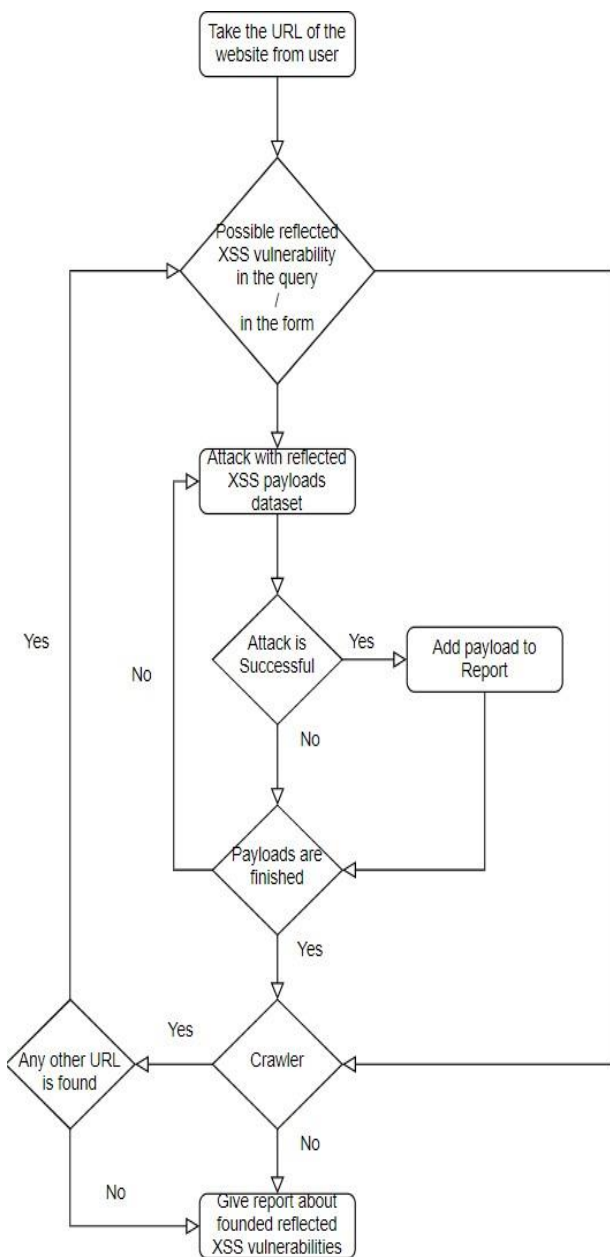 Take the URL of the
website from user
Possible reflected
XSS vulnerability
in the query
/
in the form
Attack with reflected
XSS payloads
dataset
Yes
No
Attack is
Successful
Yes
Add payload to
Report
No
Payloads are
finished
Yes
Yes
Any other URL
is found
Crawler
No
No
Give report about
founded reflected
XSS vulnerabilities